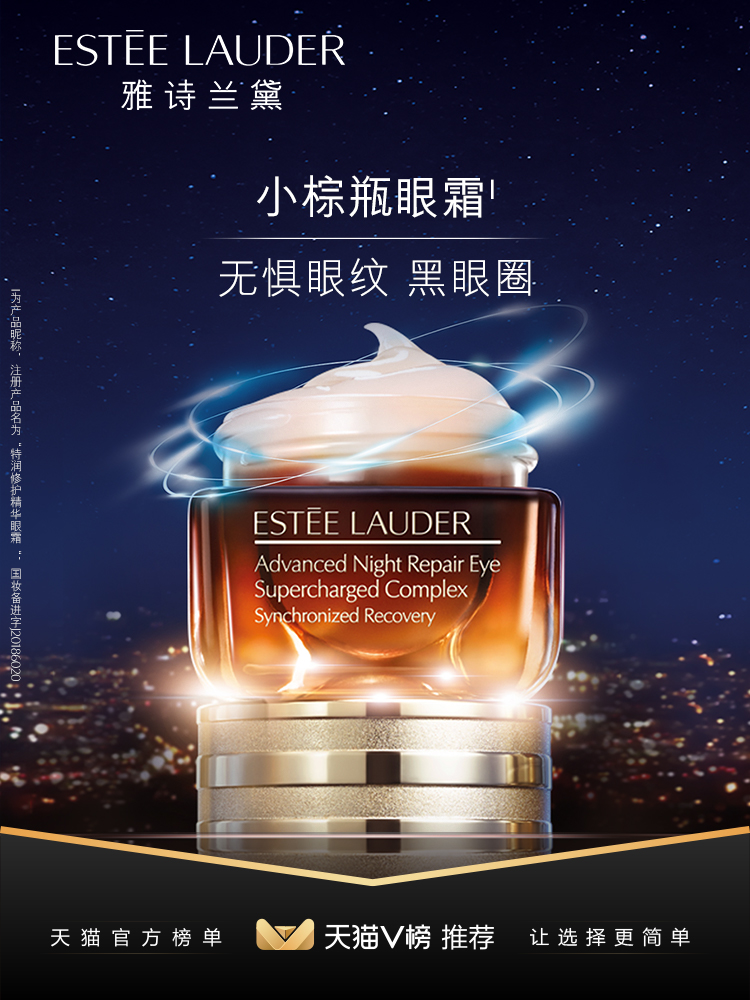 ESTĒE LAUDER
雅诗兰黛
小棕瓶眼霜I
无惧眼纹 黑眼圈
I为产品昵称，注册产品名为“特润修护精华眼霜”；国妆备进字J20186020
ESTĒE LAUDER
Advanced Night Repair Eye
Supercharged Complex
Synchronized Recovery
天猫官方榜单
天猫V榜 推荐
让选择更简单